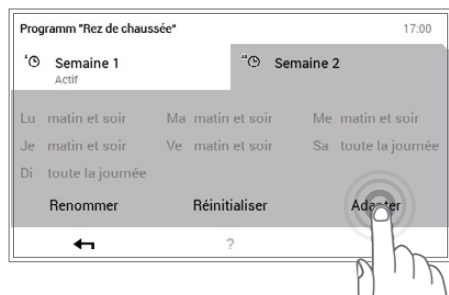 Programm "Rez de chaussée“ 17:00
Semaine 1 Semaine 2
Actif
Lu matin et soir Ma matin et soir Me matin et soir
Je matin et soir Ve matin et soir Sa toute la journée
Di toute la journée
Renommer Réinitialiser Adapter
?